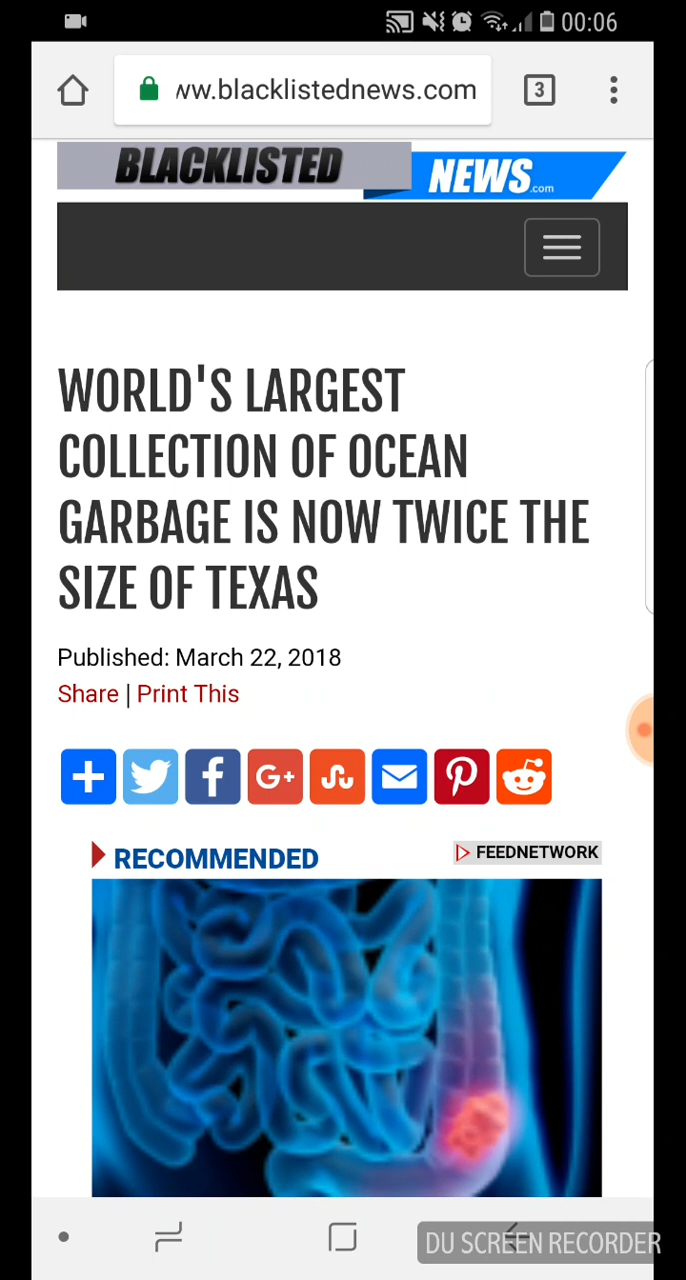 00:06
ww.blacklistednews.com
3
BLACKLISTED
NEWS.com
WORLD'S LARGEST
COLLECTION OF OCEAN
GARBAGE IS NOW TWICE THE
SIZE OF TEXAS
Published: March 22, 2018
Share | Print This
G+
RECOMMENDED
FEEDNETWORK
DU SCREEN RECORDER